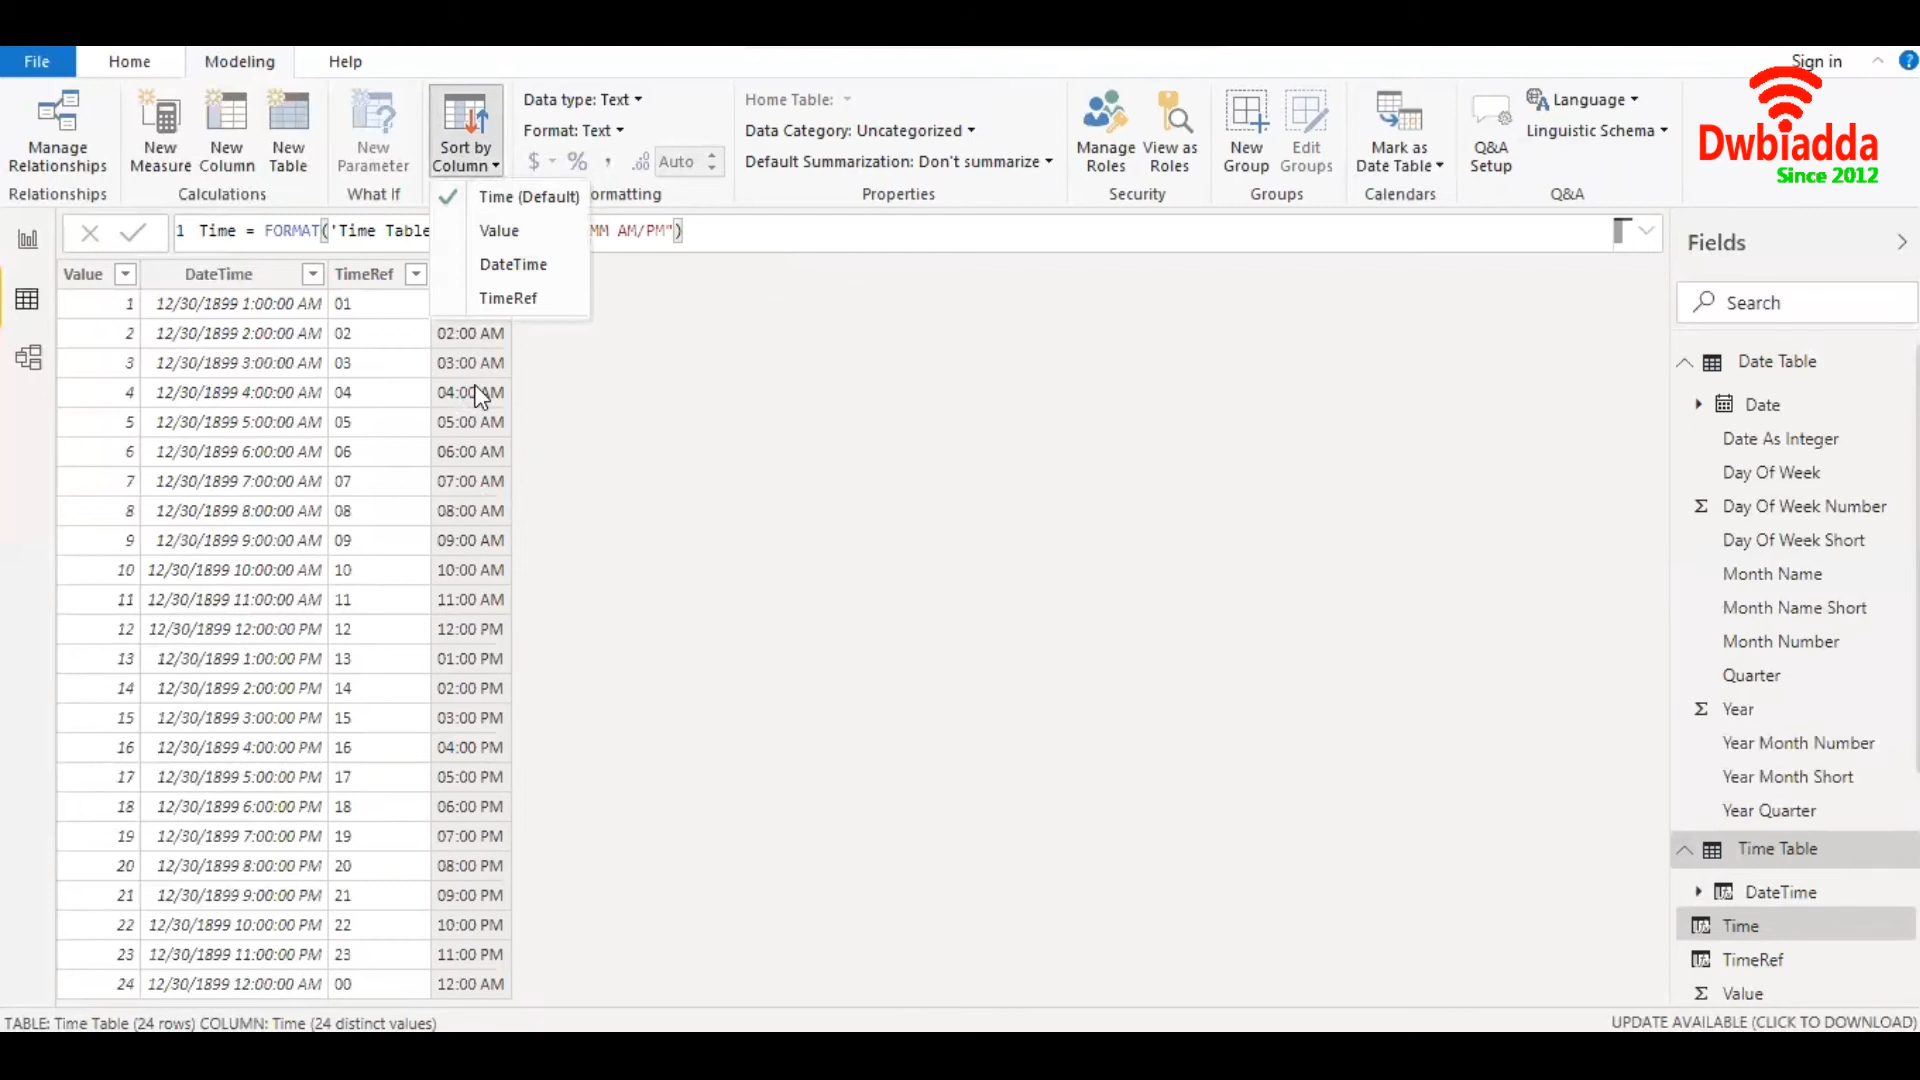 File Home Modeling Help Sign in ?
Manage Relationships
New Measure
New Column
New Table
New Parameter
Sort by Column
Data type: Text
Format: Text
$ % , .00 Auto
Home Table:
Data Category: Uncategorized
Default Summarization: Don't summarize
Manage Roles
View as Roles
New Group
Edit Groups
Mark as Date Table
Q&A Setup
Language
Linguistic Schema
Dwbiadda
Since 2012
Relationships Calculations What If ormatting Properties Security Groups Calendars Q&A
Time (Default)
Value
DateTime
TimeRef
1 Time = FORMAT('Time Table MM AM/PM")
Value DateTime TimeRef
1 12/30/1899 1:00:00 AM 01
2 12/30/1899 2:00:00 AM 02 02:00 AM
3 12/30/1899 3:00:00 AM 03 03:00 AM
4 12/30/1899 4:00:00 AM 04 04:00 AM
5 12/30/1899 5:00:00 AM 05 05:00 AM
6 12/30/1899 6:00:00 AM 06 06:00 AM
7 12/30/1899 7:00:00 AM 07 07:00 AM
8 12/30/1899 8:00:00 AM 08 08:00 AM
9 12/30/1899 9:00:00 AM 09 09:00 AM
10 12/30/1899 10:00:00 AM 10 10:00 AM
11 12/30/1899 11:00:00 AM 11 11:00 AM
12 12/30/1899 12:00:00 PM 12 12:00 PM
13 12/30/1899 1:00:00 PM 13 01:00 PM
14 12/30/1899 2:00:00 PM 14 02:00 PM
15 12/30/1899 3:00:00 PM 15 03:00 PM
16 12/30/1899 4:00:00 PM 16 04:00 PM
17 12/30/1899 5:00:00 PM 17 05:00 PM
18 12/30/1899 6:00:00 PM 18 06:00 PM
19 12/30/1899 7:00:00 PM 19 07:00 PM
20 12/30/1899 8:00:00 PM 20 08:00 PM
21 12/30/1899 9:00:00 PM 21 09:00 PM
22 12/30/1899 10:00:00 PM 22 10:00 PM
23 12/30/1899 11:00:00 PM 23 11:00 PM
24 12/30/1899 12:00:00 AM 00 12:00 AM
Fields
Search
Date Table
Date
Date As Integer
Day Of Week
Σ Day Of Week Number
Day Of Week Short
Month Name
Month Name Short
Month Number
Quarter
Σ Year
Year Month Number
Year Month Short
Year Quarter
Time Table
DateTime
Time
TimeRef
Σ Value
TABLE: Time Table (24 rows) COLUMN: Time (24 distinct values)
UPDATE AVAILABLE (CLICK TO DOWNLOAD)